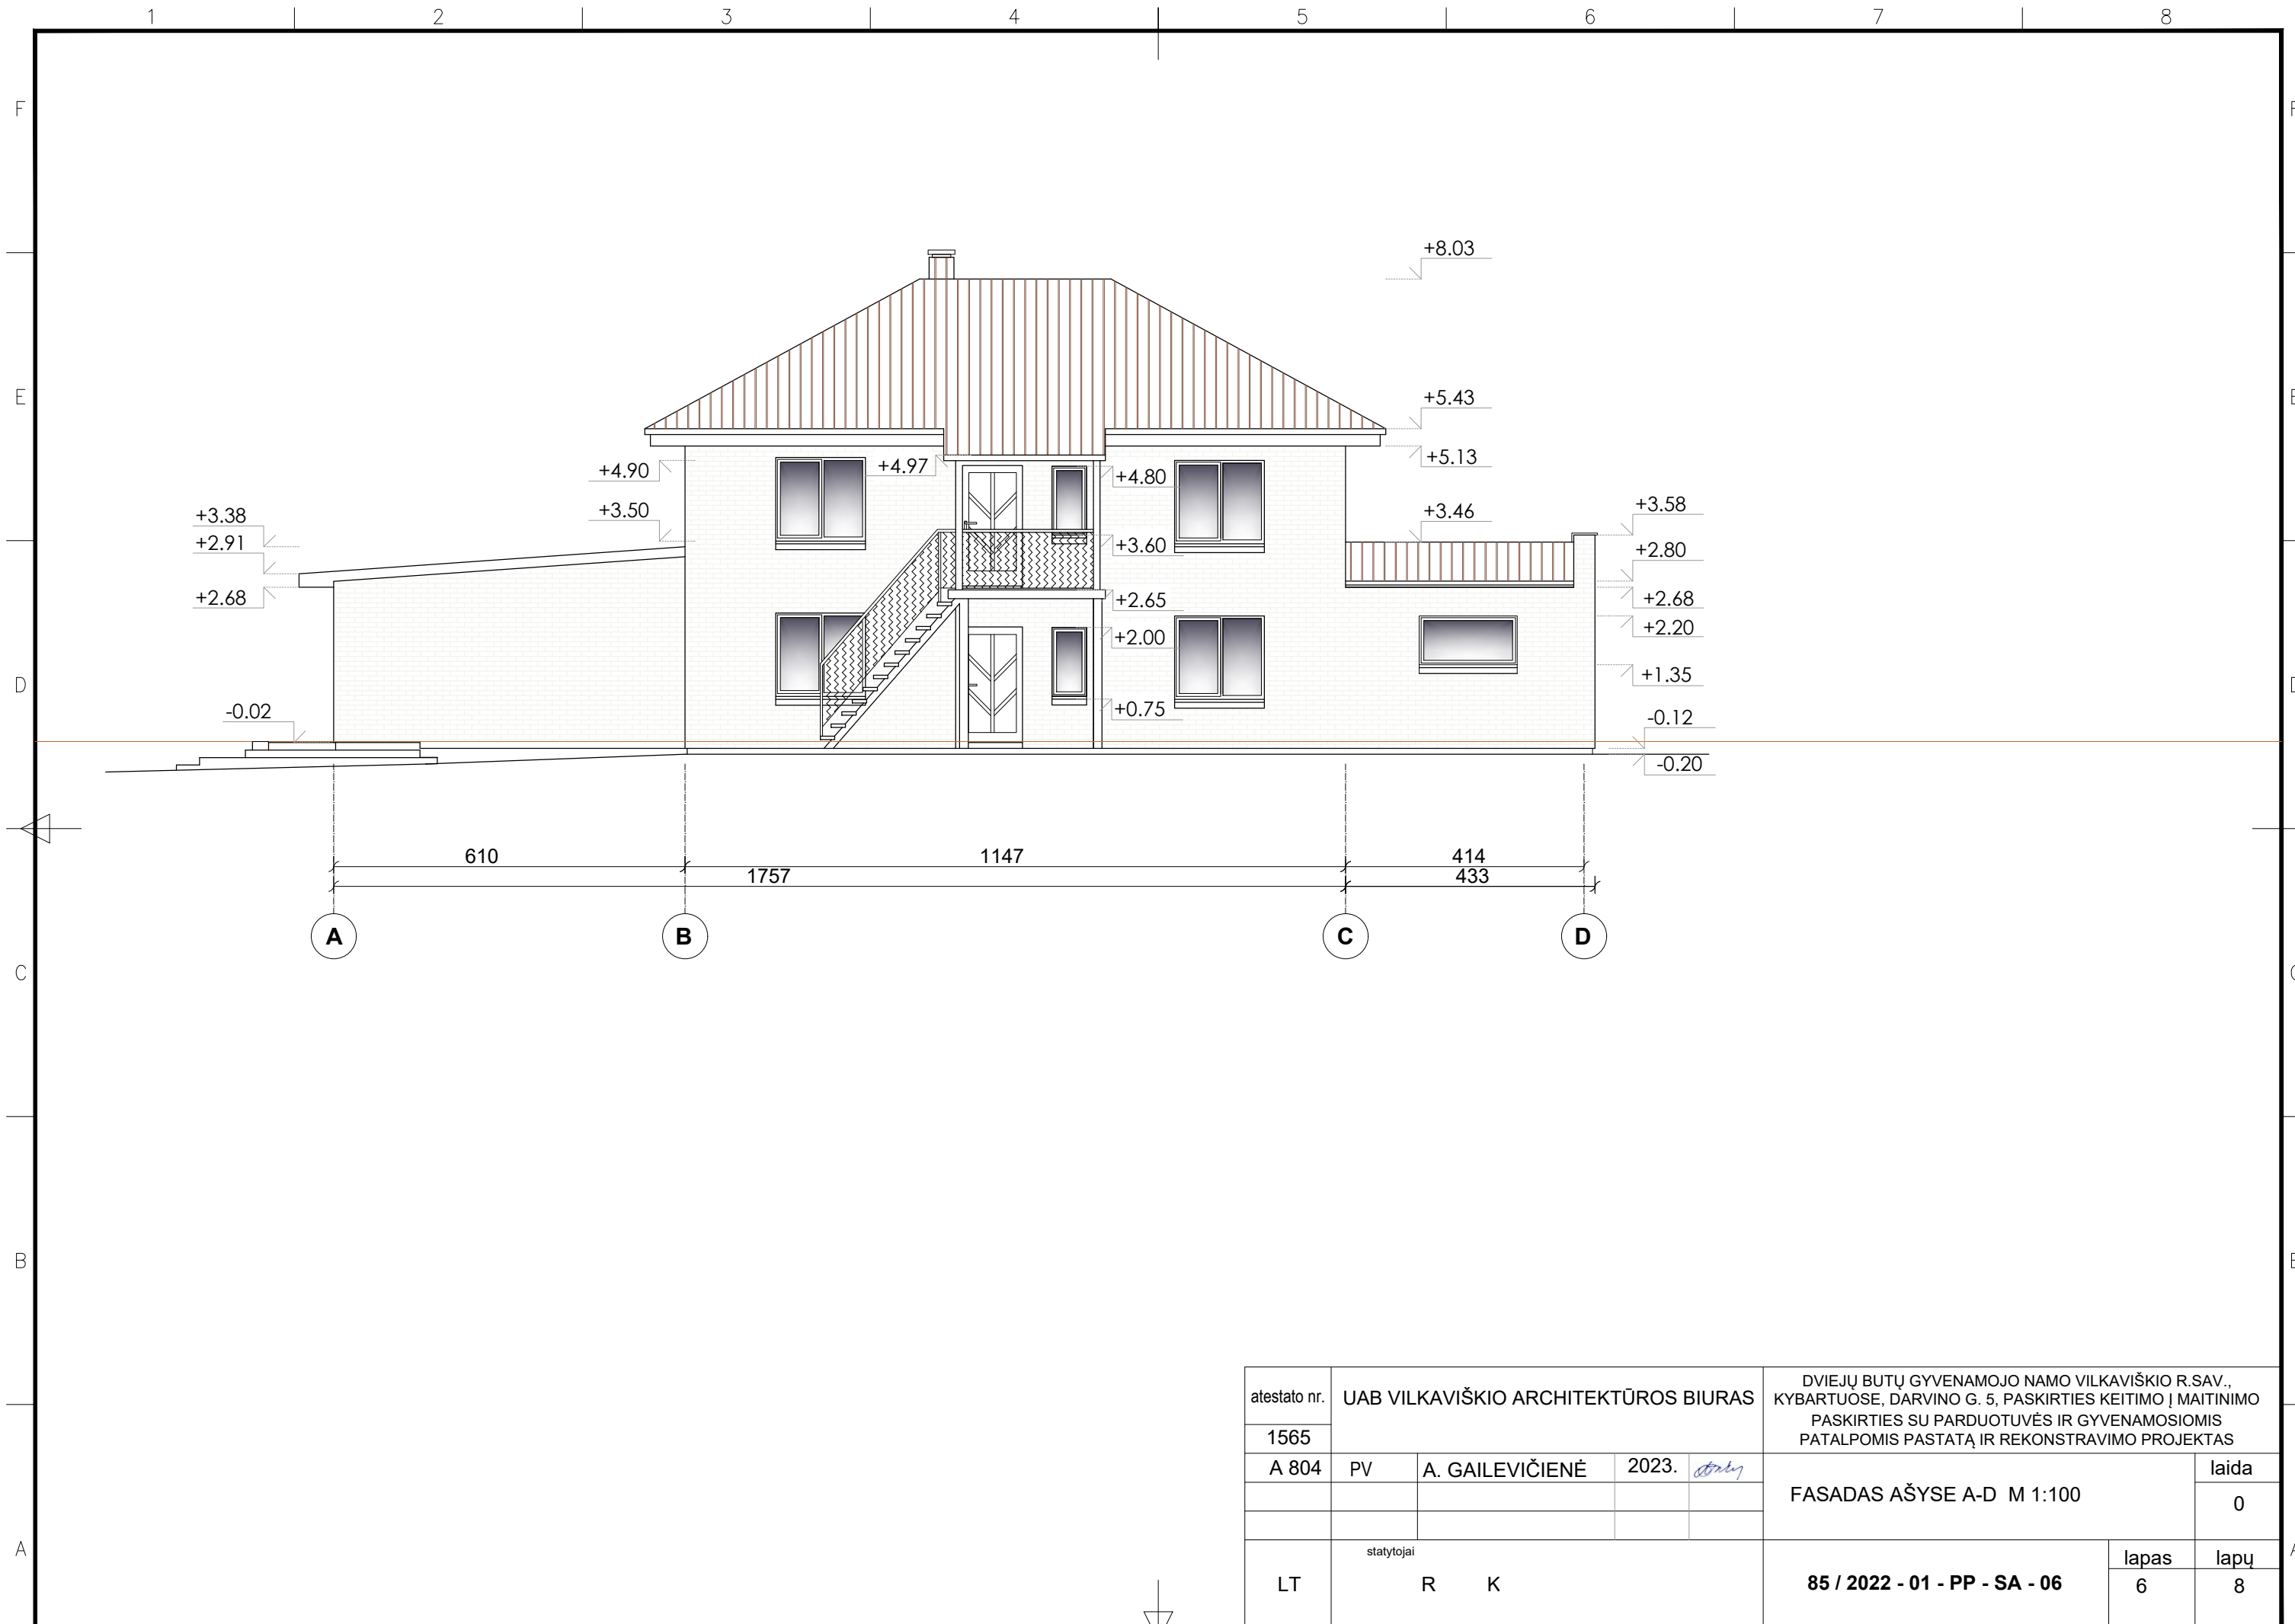 1 2 3 4 5 6 7 8
F
F
E
E
D
D
C
C
B
B
A
A
+8.03
+5.43
+5.13
+4.90
+4.97
+4.80
+3.50
+3.46
+3.58
+3.38
+2.91
+2.68
+3.60
+2.80
+2.65
+2.68
+2.00
+2.20
+1.35
+0.75
-0.02
-0.12
-0.20
610 1147 414
1757 433
A B C D
atestato nr.
1565
UAB VILKAVIŠKIO ARCHITEKTŪROS BIURAS
DVIEJŲ BUTŲ GYVENAMOJO NAMO VILKAVIŠKIO R.SAV.,
KYBARTUOSE, DARVINO G. 5, PASKIRTIES KEITIMO Į MAITINIMO
PASKIRTIES SU PARDUOTUVĖS IR GYVENAMOSIOMIS
PATALPOMIS PASTATĄ IR REKONSTRAVIMO PROJEKTAS
A 804 PV A. GAILEVIČIENĖ 2023.
FASADAS AŠYSE A-D M 1:100
laida
0
LT
statytojai
R K
85 / 2022 - 01 - PP - SA - 06
lapas
6
lapų
8